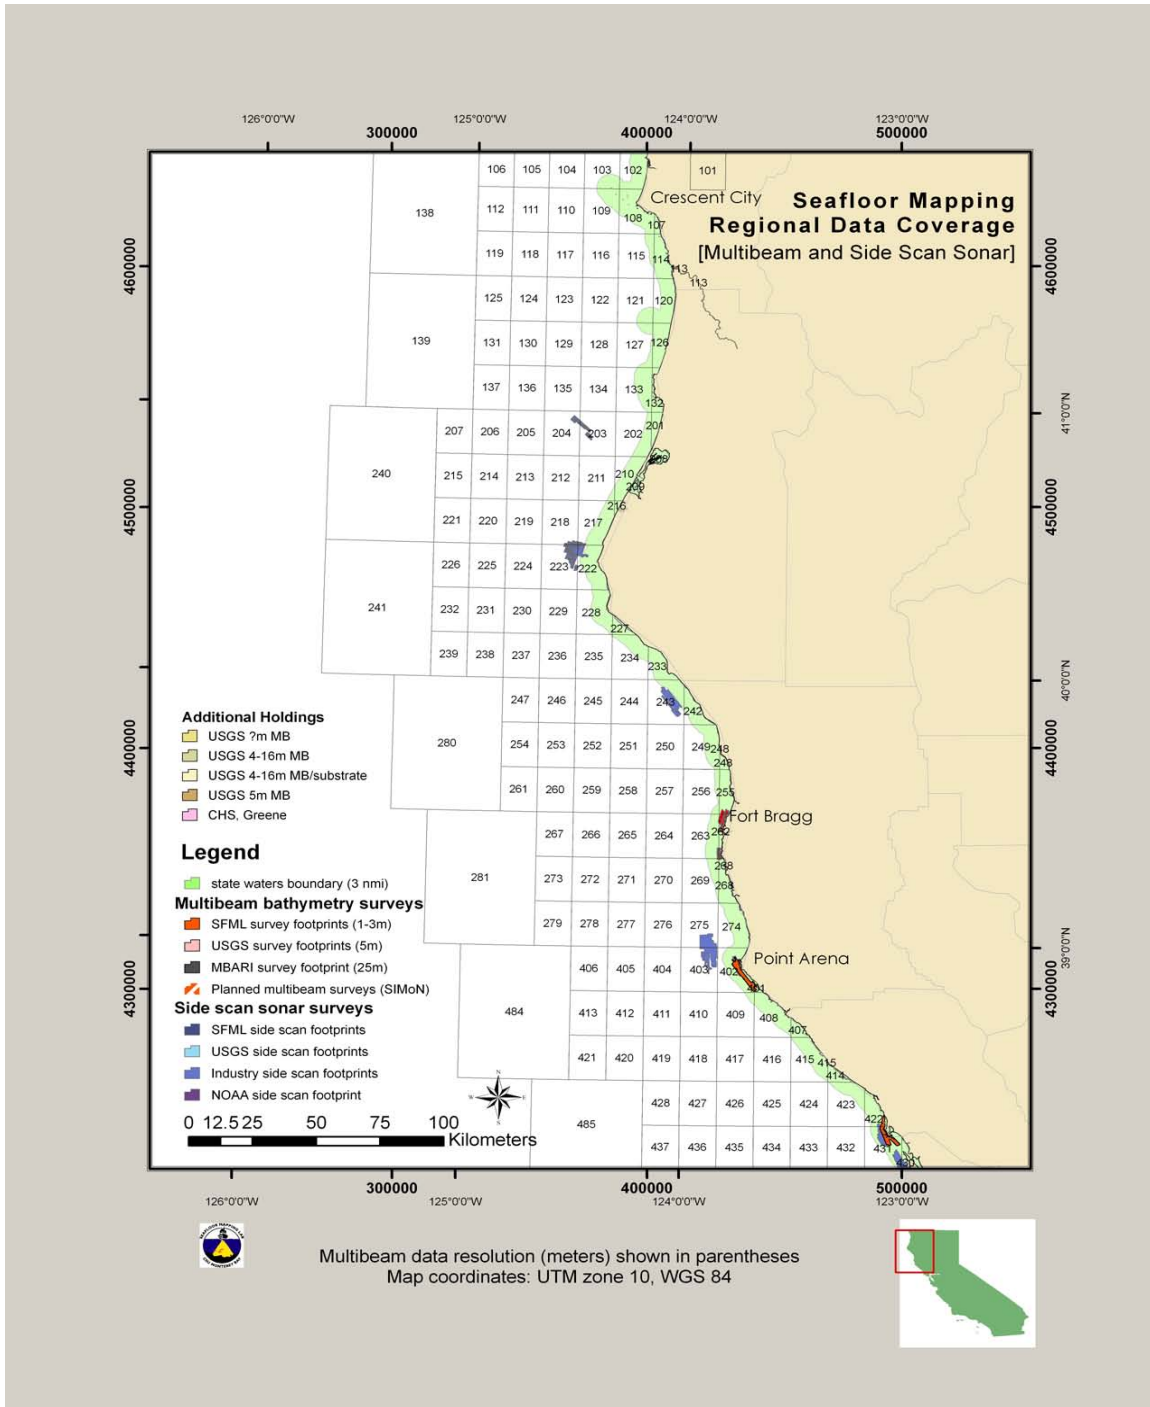 126°0'0"W 125°0'0"W 124°0'0"W 123°0'0"W
300000 400000 500000
106 105 104 103 102 101
Crescent City
Seafloor Mapping
Regional Data Coverage
[Multibeam and Side Scan Sonar]
138 112 111 110 109 108 107
119 118 117 116 115 114 113
113
4600000 4600000
125 124 123 122 121 120
139 131 130 129 128 127 126
137 136 135 134 133 132
41°0'0"N
207 206 205 204 203 202 201
240 215 214 213 212 211 210
209
216
4500000 4500000
221 220 219 218 217
226 225 224 223 222
241 232 231 230 229 228
227
239 238 237 236 235 234 233
40°0'0"N
247 246 245 244 243 242
280 254 253 252 251 250 249 248
248
4400000 4400000
261 260 259 258 257 256 255
Fort Bragg
267 266 265 264 263 262
268
281 273 272 271 270 269 268
279 278 277 276 275 274
39°0'0"N
Point Arena
406 405 404 403 402 401
4300000 4300000
484 413 412 411 410 409 408
407
421 420 419 418 417 416 415 415
414
428 427 426 425 424 423 422
485 437 436 435 434 433 432 431
430
Additional Holdings
USGS ?m MB
USGS 4-16m MB
USGS 4-16m MB/substrate
USGS 5m MB
CHS, Greene
Legend
state waters boundary (3 nmi)
Multibeam bathymetry surveys
SFML survey footprints (1-3m)
USGS survey footprints (5m)
MBARI survey footprint (25m)
Planned multibeam surveys (SIMoN)
Side scan sonar surveys
SFML side scan footprints
USGS side scan footprints
Industry side scan footprints
NOAA side scan footprint
N
W E
S
0 12.5 25 50 75 100
Kilometers
300000 400000 500000
126°0'0"W 125°0'0"W 124°0'0"W 123°0'0"W
Multibeam data resolution (meters) shown in parentheses
Map coordinates: UTM zone 10, WGS 84